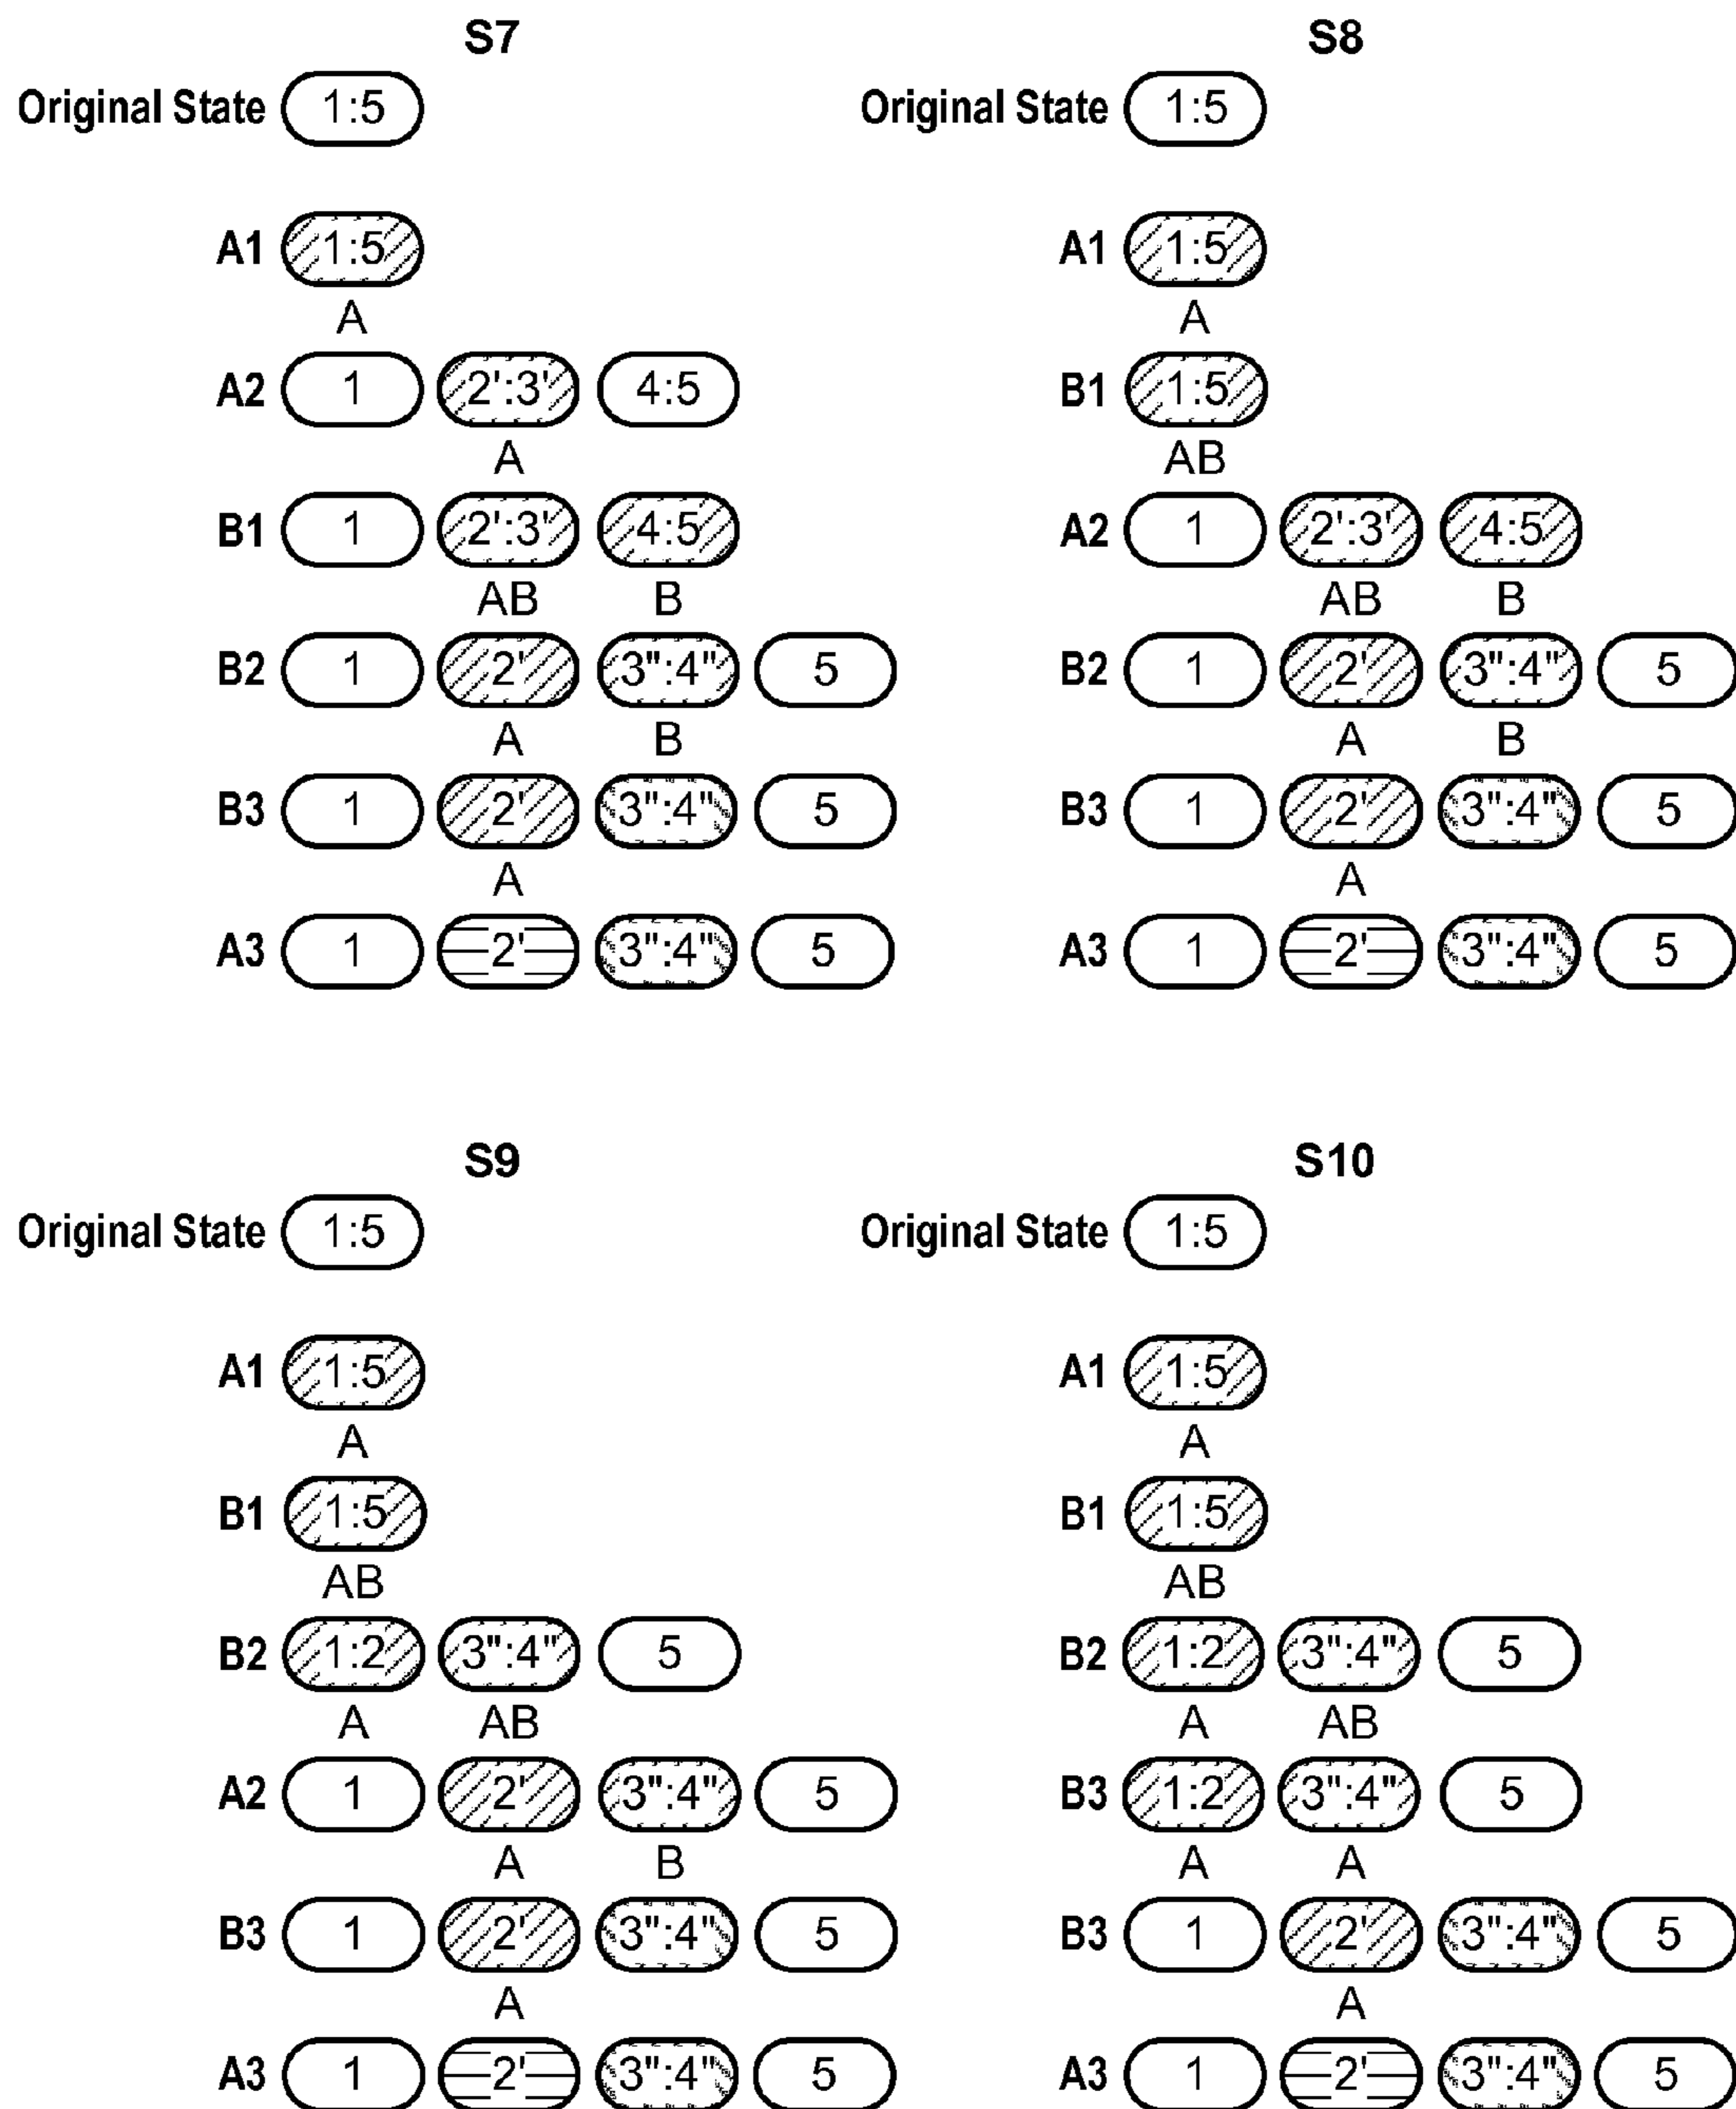 S7
Original State 1:5
A1 1:5
A
A2 1 2':3' 4:5
A
B1 1 2':3' 4:5
AB B
B2 1 2' 3":4" 5
A B
B3 1 2' 3":4" 5
A
A3 1 2' 3":4" 5
S8
Original State 1:5
A1 1:5
A
B1 1:5
AB
A2 1 2':3' 4:5
AB B
B2 1 2' 3":4" 5
A B
B3 1 2' 3":4" 5
A
A3 1 2' 3":4" 5
S9
Original State 1:5
A1 1:5
A
B1 1:5
AB
B2 1:2 3":4" 5
A AB
A2 1 2' 3":4" 5
A B
B3 1 2' 3":4" 5
A
A3 1 2' 3":4" 5
S10
Original State 1:5
A1 1:5
A
B1 1:5
AB
B2 1:2 3":4" 5
A AB
B3 1:2 3":4" 5
A A
B3 1 2' 3":4" 5
A
A3 1 2' 3":4" 5